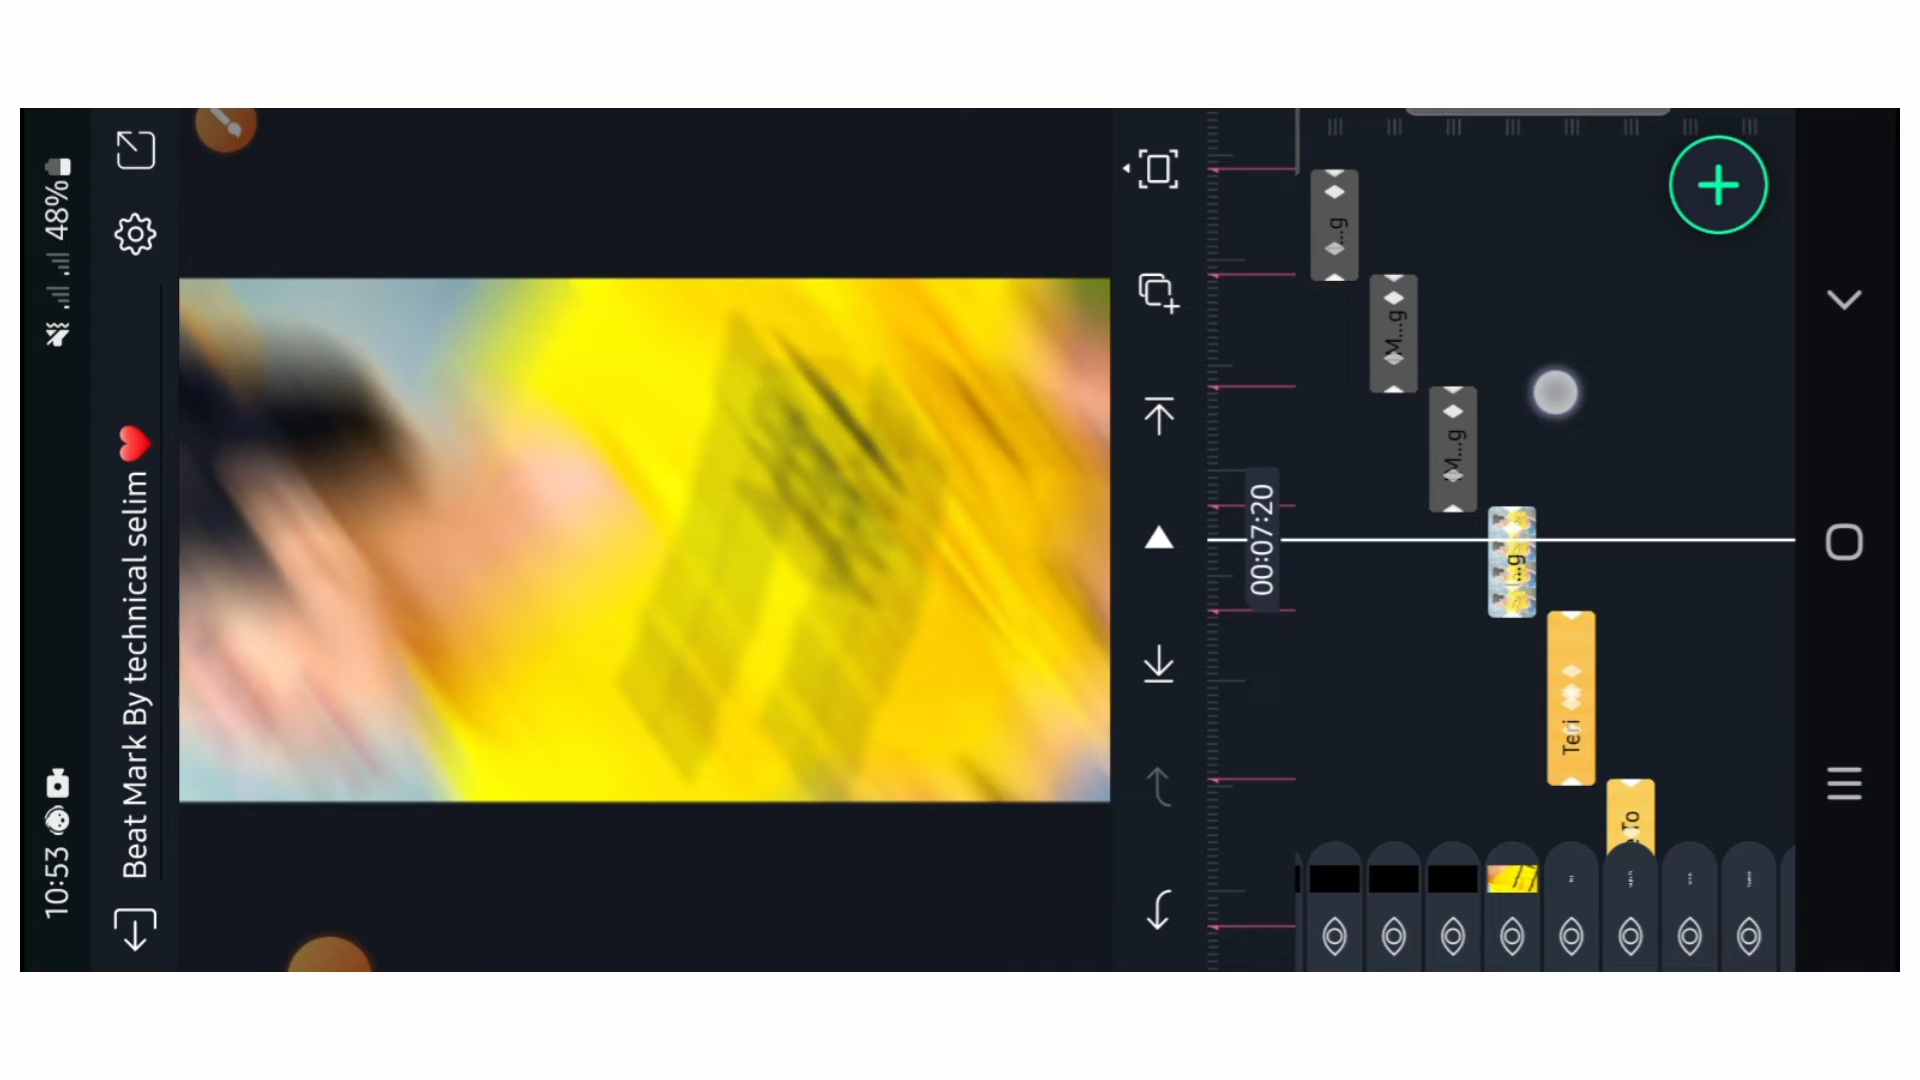 10:53
48%
Beat Mark By technical selim ❤️
00:07:20
...g
M...g
M...g
...g
Teri
To